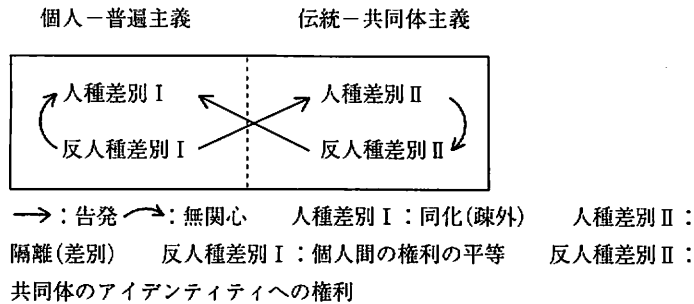 個人－普遍主義　　伝統－共同体主義
人種差別Ⅰ　　人種差別Ⅱ
反人種差別Ⅰ　　反人種差別Ⅱ
→：告発　⌒：無関心　　人種差別Ⅰ：同化(疎外)　　人種差別Ⅱ：
隔離(差別)　　反人種差別Ⅰ：個人間の権利の平等　　反人種差別Ⅱ：
共同体のアイデンティティへの権利